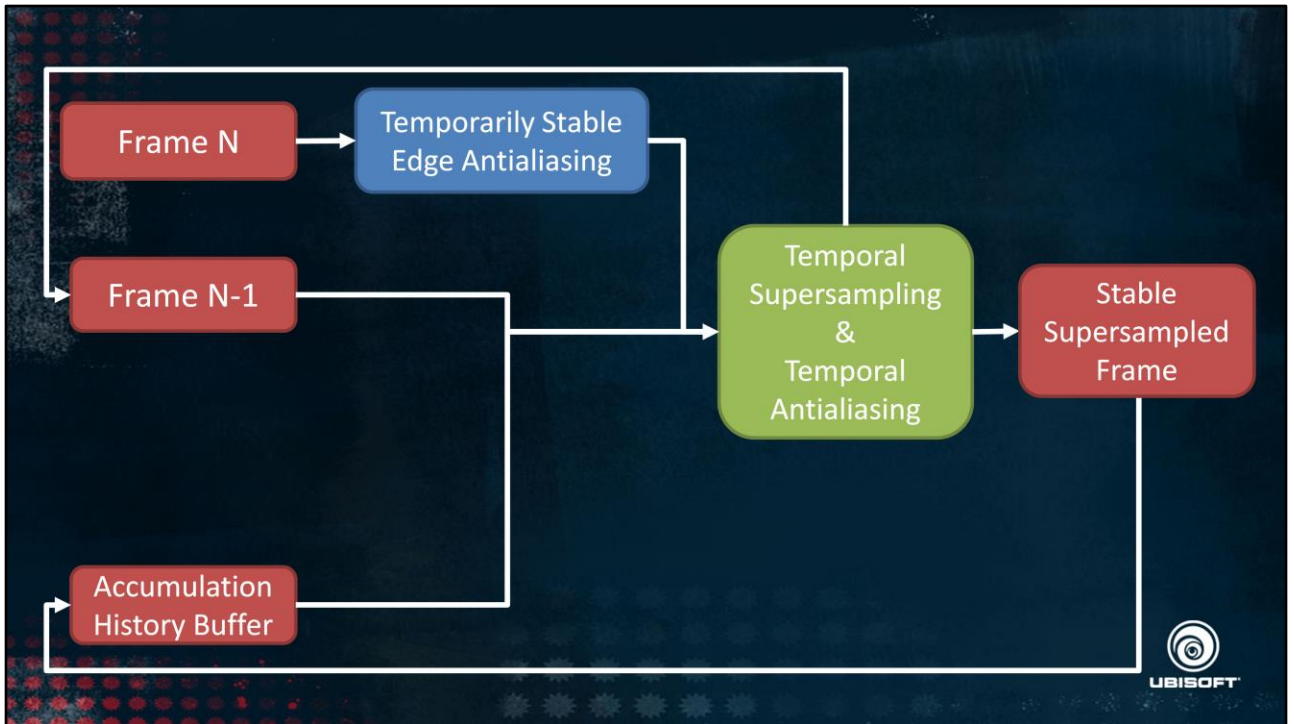 Frame N
Temporarily Stable
Edge Antialiasing
Frame N-1
Temporal
Supersampling
&
Temporal
Antialiasing
Stable
Supersampled
Frame
Accumulation
History Buffer
UBISOFT